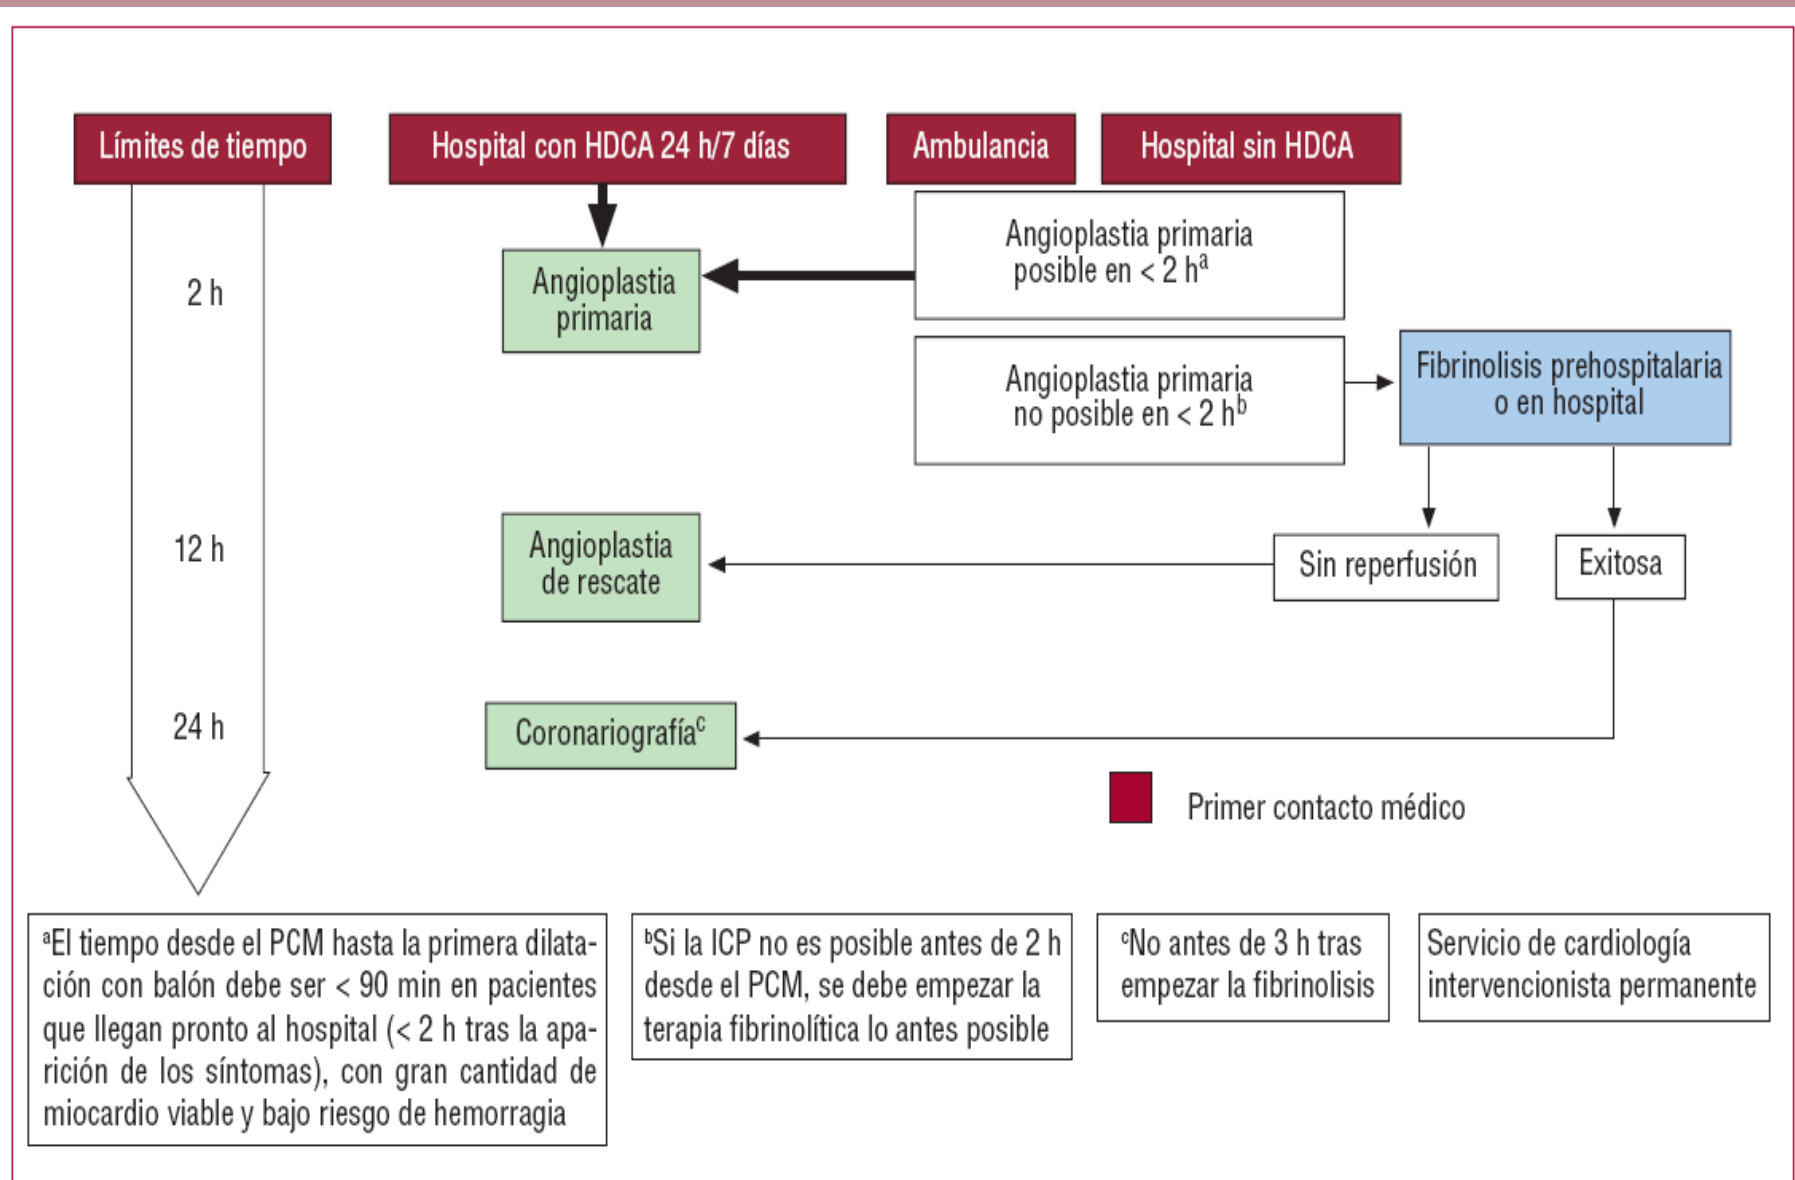 Límites de tiempo
Hospital con HDCA 24 h/7 días
Ambulancia
Hospital sin HDCA
Angioplastia primaria
posible en < 2 hª
Angioplastia
primaria
2 h
Angioplastia primaria
no posible en < 2 hᵇ
Fibrinolisis prehospitalaria
o en hospital
12 h
Angioplastia
de rescate
Sin reperfusión
Exitosa
24 h
Coronariografíaᶜ
Primer contacto médico
ªEl tiempo desde el PCM hasta la primera dilata-
ción con balón debe ser < 90 min en pacientes
que llegan pronto al hospital (< 2 h tras la apa-
rición de los síntomas), con gran cantidad de
miocardio viable y bajo riesgo de hemorragia
ᵇSi la ICP no es posible antes de 2 h
desde el PCM, se debe empezar la
terapia fibrinolítica lo antes posible
ᶜNo antes de 3 h tras
empezar la fibrinolisis
Servicio de cardiología
intervencionista permanente